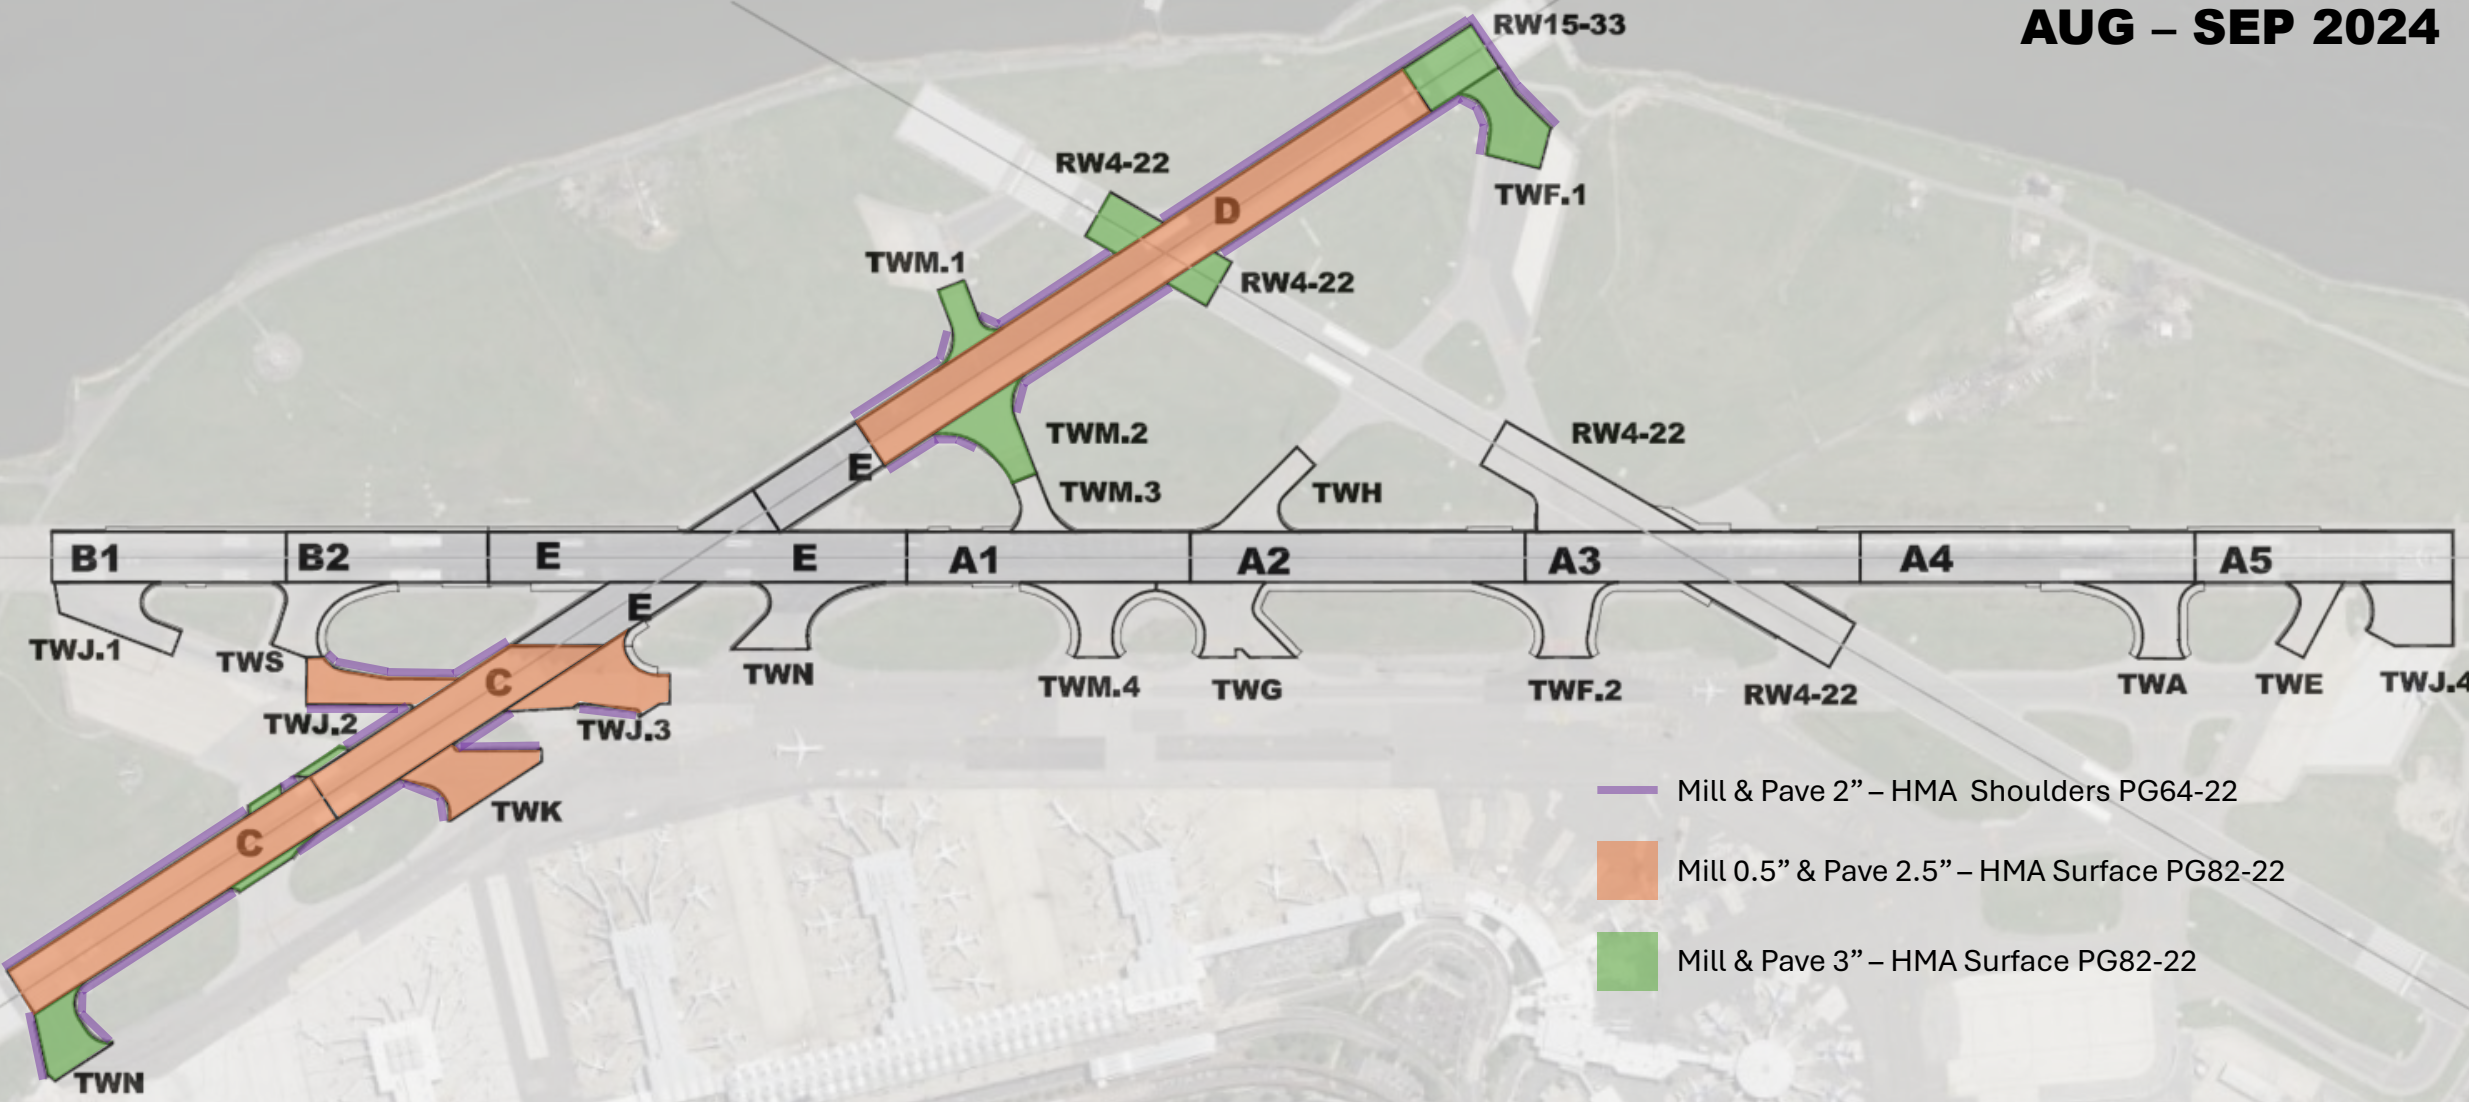 AUG – SEP 2024
RW15-33
RW4-22
TWF.1
D
TWM.1
RW4-22
TWM.2
RW4-22
E
TWM.3
TWH
B1
B2
E
E
A1
A2
A3
A4
A5
E
TWJ.1
TWS
TWN
TWM.4
TWG
TWF.2
RW4-22
TWA
TWE
TWJ.4
C
TWJ.2
TWJ.3
TWK
C
TWN
Mill & Pave 2” – HMA Shoulders PG64-22
Mill 0.5” & Pave 2.5” – HMA Surface PG82-22
Mill & Pave 3” – HMA Surface PG82-22